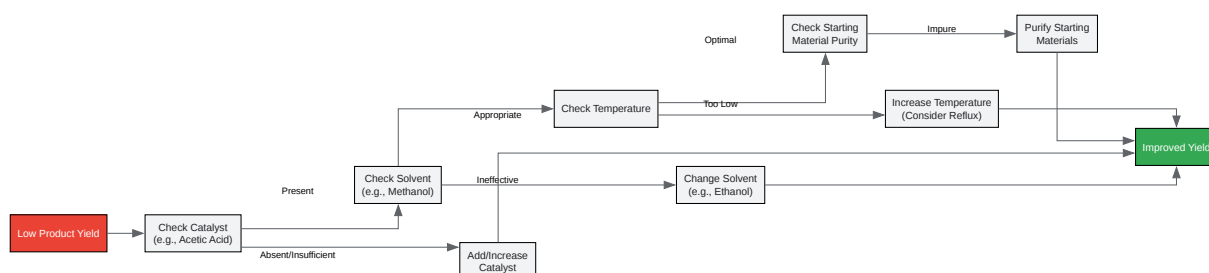 Check Starting
Material Purity
Impure
Purify Starting
Materials
Optimal
Check Temperature
Too Low
Increase Temperature
(Consider Reflux)
Appropriate
Improved Yield
Check Solvent
(e.g., Methanol)
Ineffective
Change Solvent
(e.g., Ethanol)
Present
Low Product Yield
Check Catalyst
(e.g., Acetic Acid)
Absent/Insufficient
Add/Increase
Catalyst